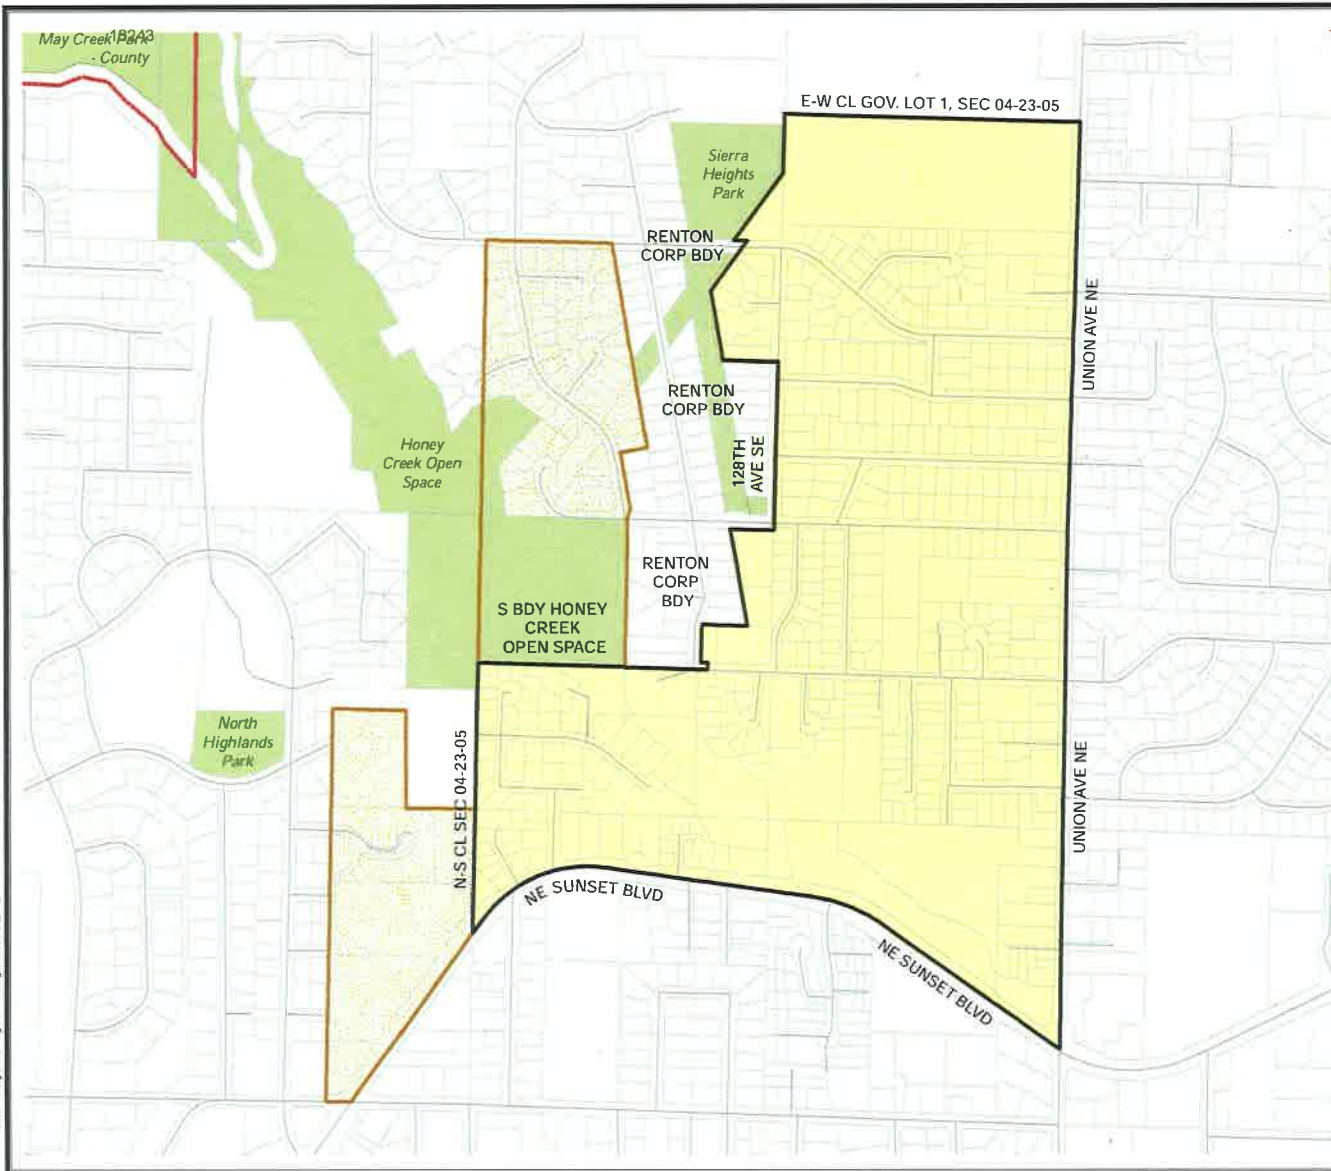 18243
May Creek Park
- County
E-W CL GOV. LOT 1, SEC 04-23-05
Sierra
Heights
Park
RENTON
CORP BDY
UNION AVE NE
RENTON
CORP BDY
128TH
AVE SE
Honey
Creek Open
Space
RENTON
CORP
BDY
S BDY HONEY
CREEK
OPEN SPACE
North
Highlands
Park
N-S CL SEC 04-23-05
UNION AVE NE
NE SUNSET BLVD
NE SUNSET BLVD